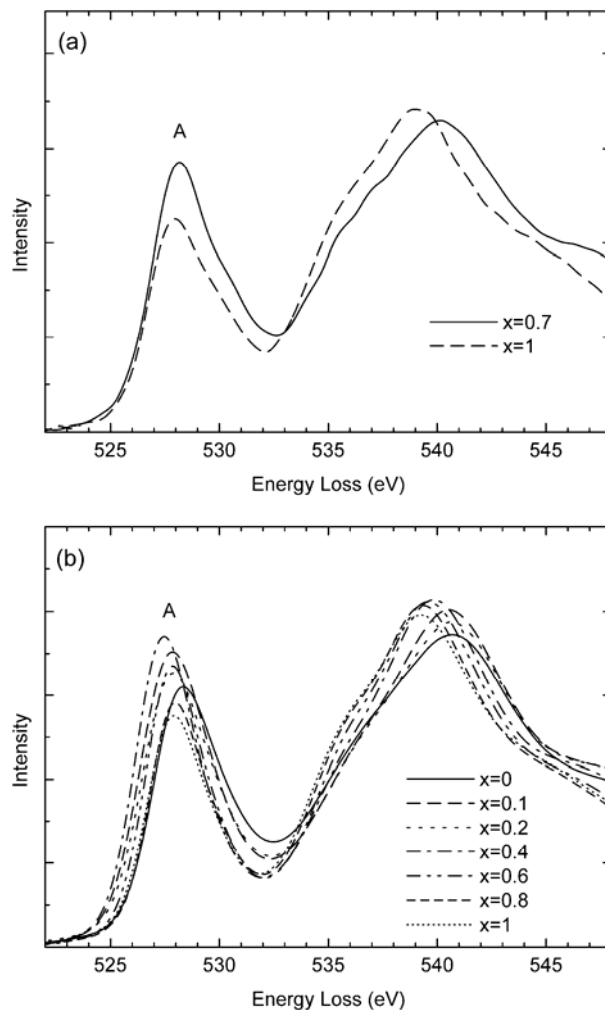 (a)
A
Intensity
x=0.7
x=1
525 530 535 540 545
Energy Loss (eV)
(b)
A
Intensity
x=0
x=0.1
x=0.2
x=0.4
x=0.6
x=0.8
x=1
525 530 535 540 545
Energy Loss (eV)